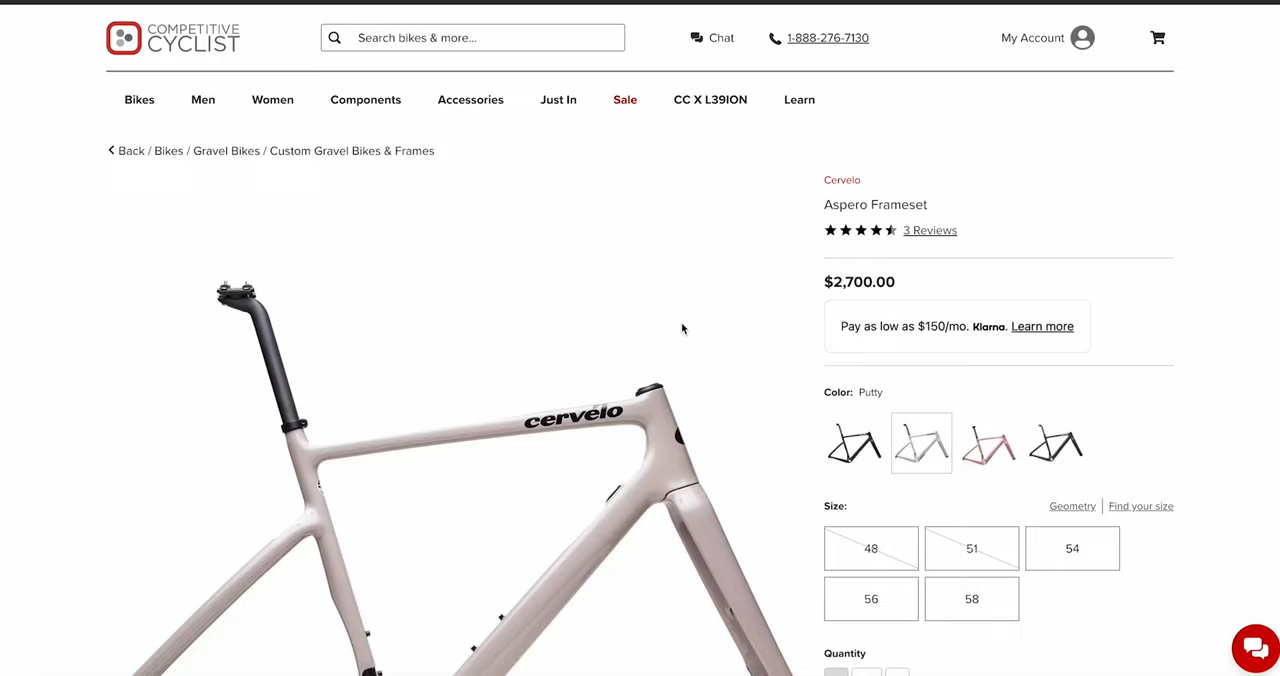 COMPETITIVE
CYCLIST
Search bikes & more...
Chat
1-888-276-7130
My Account
Bikes
Men
Women
Components
Accessories
Just In
Sale
CC X L39ION
Learn
Back / Bikes / Gravel Bikes / Custom Gravel Bikes & Frames
Cervelo
Aspero Frameset
3 Reviews
$2,700.00
Pay as low as $150/mo. Klarna. Learn more
Color: Putty
cervélo
Size:
Geometry
Find your size
48
51
54
56
58
Quantity